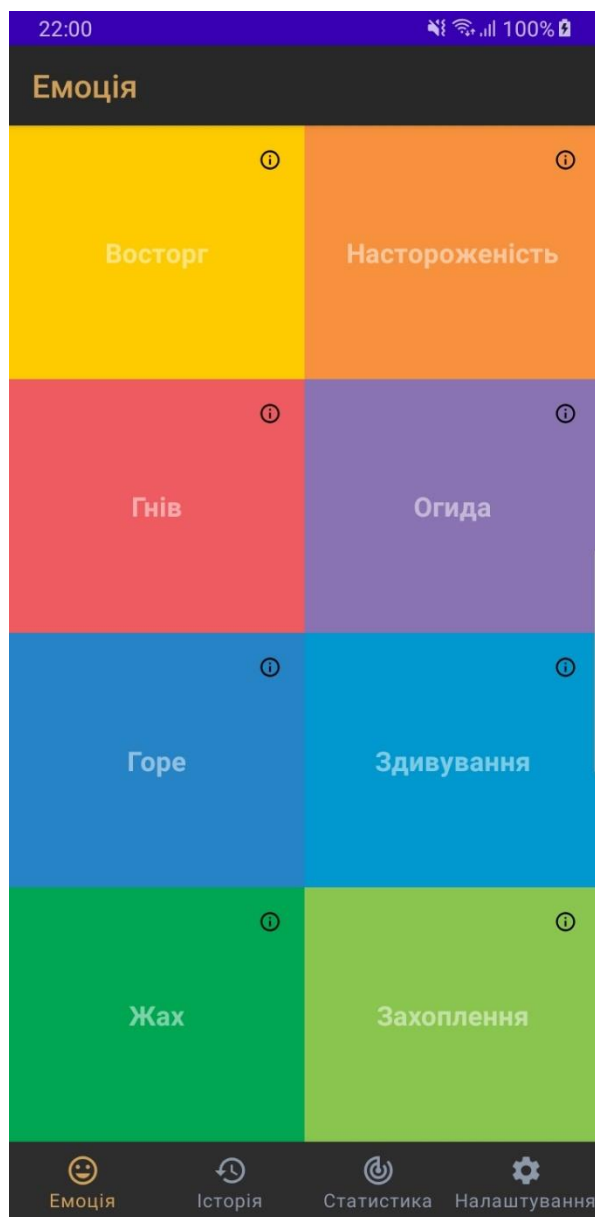 22:00 100%
Емоція
Восторг Настороженість
Гнів Огида
Горе Здивування
Жах Захоплення
Емоція Історія Статистика Налаштування